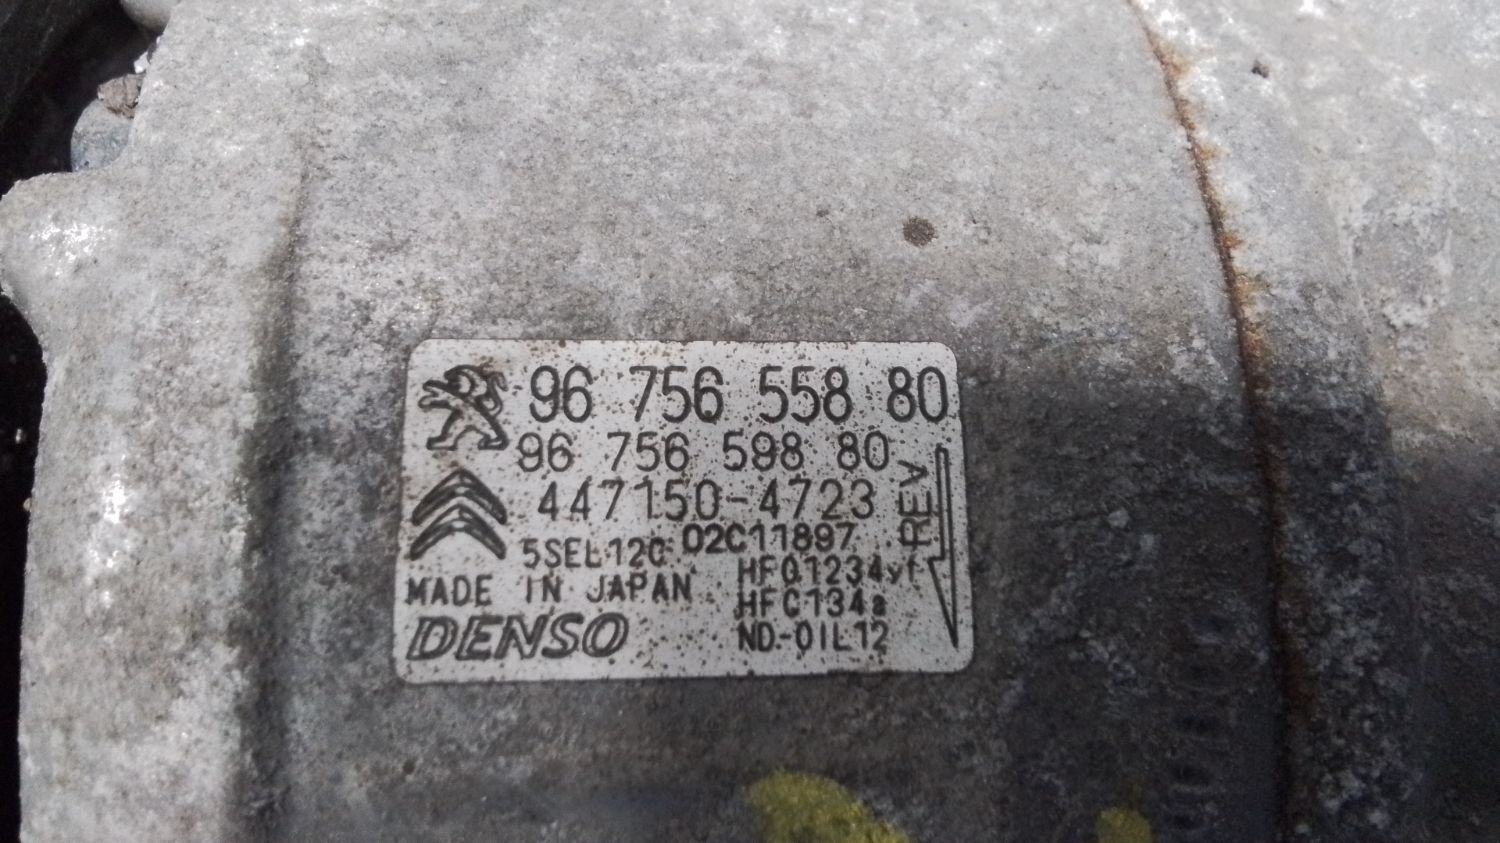 96 756 558 80
96 756 598 80
447150-4723
5SEL12C 02C11897
REV
HFO1234yf
MADE IN JAPAN
HFC134a
DENSO
ND-OIL12